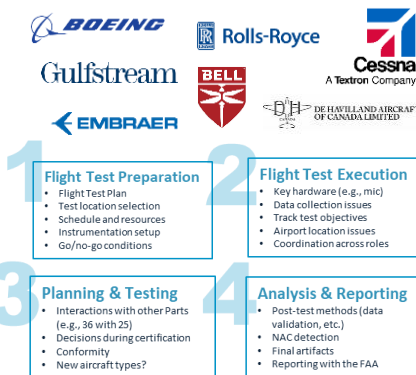 BOEING
Rolls-Royce
Cessna
A Textron Company
Gulfstream
BELL
DH
CANADA
DE HAVILLAND AIRCRAF
OF CANADA LIMITED
EMBRAER
1
Flight Test Preparation
• Flight Test Plan
• Test location selection
• Schedule and resources
• Instrumentation setup
• Go/no-go conditions
2
Flight Test Execution
• Key hardware (e.g., mic)
• Data collection issues
• Track test objectives
• Airport location issues
• Coordination across roles
3
Planning & Testing
• Interactions with other Parts
(e.g., 36 with 25)
• Decisions during certification
• Conformity
• New aircraft types?
4
Analysis & Reporting
• Post-test methods (data
validation, etc.)
• NAC detection
• Final artifacts
• Reporting with the FAA